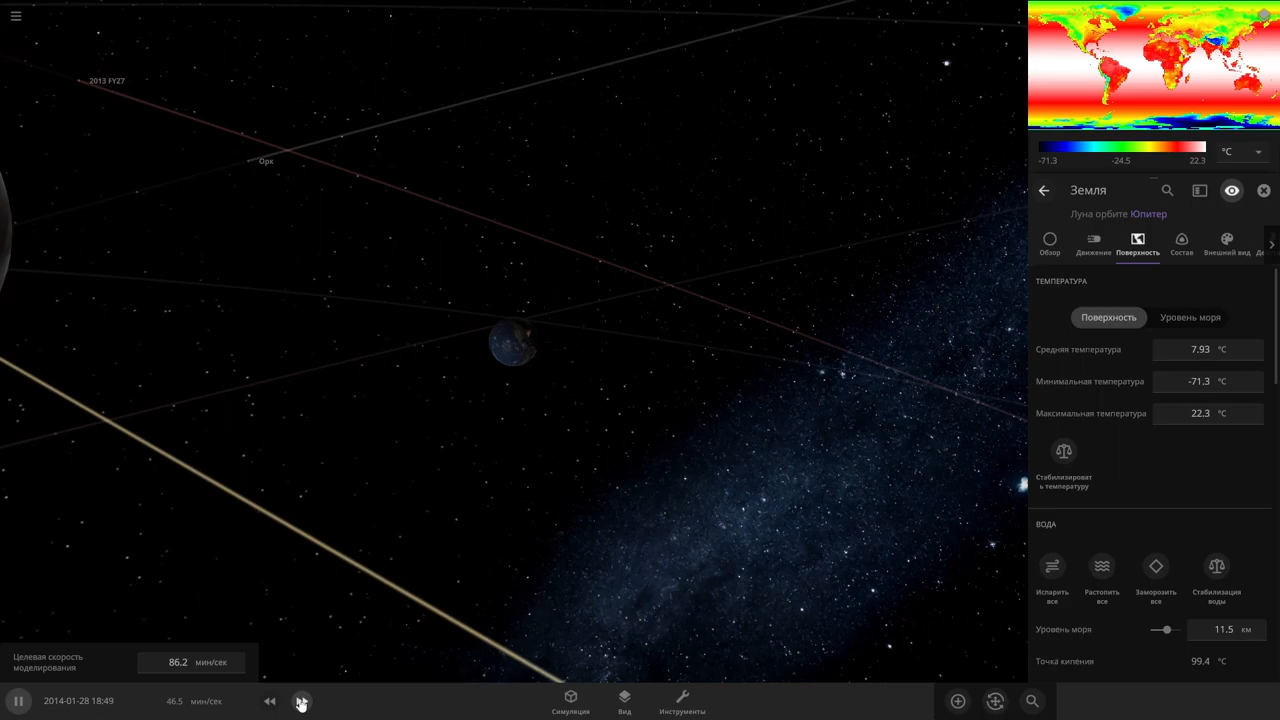 2013 FY27
Орк
-71.3 -24.5 22.3 °C
Земля
Луна орбите Юпитер
Обзор Движение Поверхность Состав Внешний вид Де
ТЕМПЕРАТУРА
Поверхность Уровень моря
Средняя температура 7.93 °C
Минимальная температура -71.3 °C
Максимальная температура 22.3 °C
Стабилизироват
ь температуру
ВОДА
Испарить
все
Растопить
все
Заморозить
все
Стабилизация
воды
Уровень моря 11.5 км
Точка кипения 99.4 °C
Целевая скорость
моделирования
86.2 мин/сек
2014-01-28 18:49 46.5 мин/сек
Симуляция Вид Инструменты